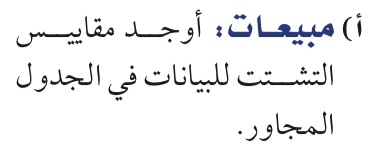 أ) مبيعات: أوجد مقاييس
التشتت للبيانات في الجدول
المجاور.